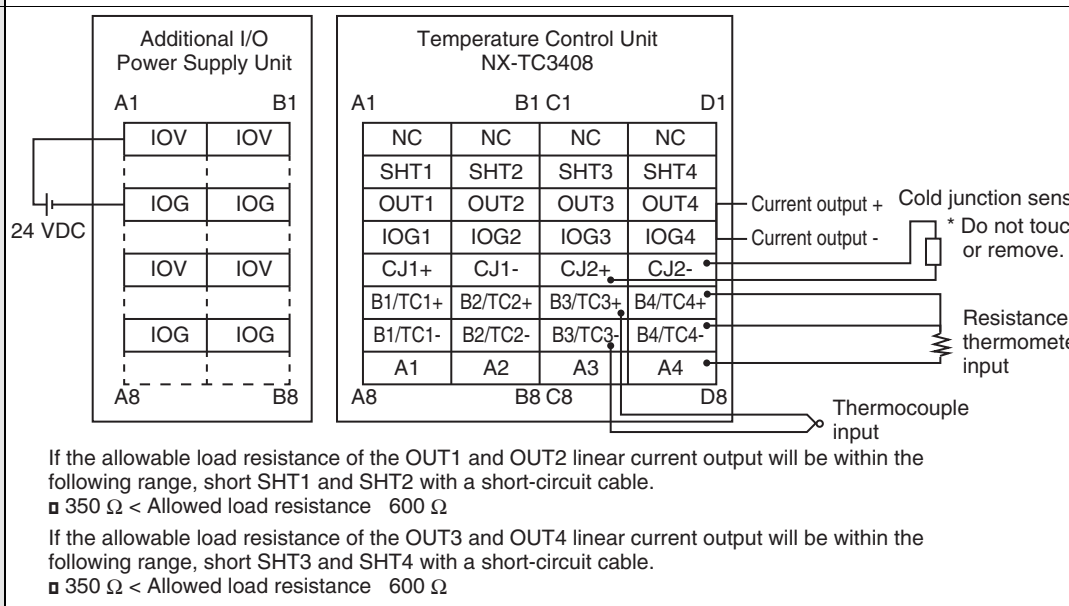 Additional I/O
Power Supply Unit
A1 B1
IOV IOV
IOG IOG
IOV IOV
IOG IOG
A8 B8
24 VDC
Temperature Control Unit
NX-TC3408
A1 B1 C1 D1
NC NC NC NC
SHT1 SHT2 SHT3 SHT4
OUT1 OUT2 OUT3 OUT4
IOG1 IOG2 IOG3 IOG4
CJ1+ CJ1- CJ2+ CJ2-
B1/TC1+ B2/TC2+ B3/TC3+ B4/TC4+
B1/TC1- B2/TC2- B3/TC3- B4/TC4-
A1 A2 A3 A4
A8 B8 C8 D8
Current output +
Current output -
Cold junction sens
* Do not touc
or remove.
Resistance
thermomete
input
Thermocouple
input
If the allowable load resistance of the OUT1 and OUT2 linear current output will be within the
following range, short SHT1 and SHT2 with a short-circuit cable.
350 Ω < Allowed load resistance 600 Ω
If the allowable load resistance of the OUT3 and OUT4 linear current output will be within the
following range, short SHT3 and SHT4 with a short-circuit cable.
350 Ω < Allowed load resistance 600 Ω